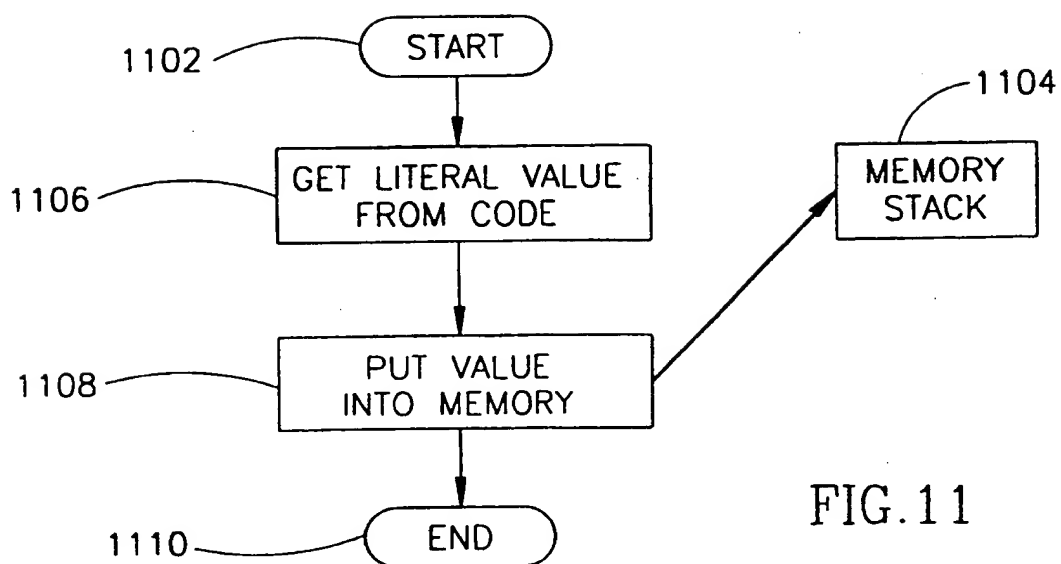 1102
START
1104
1106
GET LITERAL VALUE
FROM CODE
MEMORY
STACK
1108
PUT VALUE
INTO MEMORY
1110
END
FIG.11